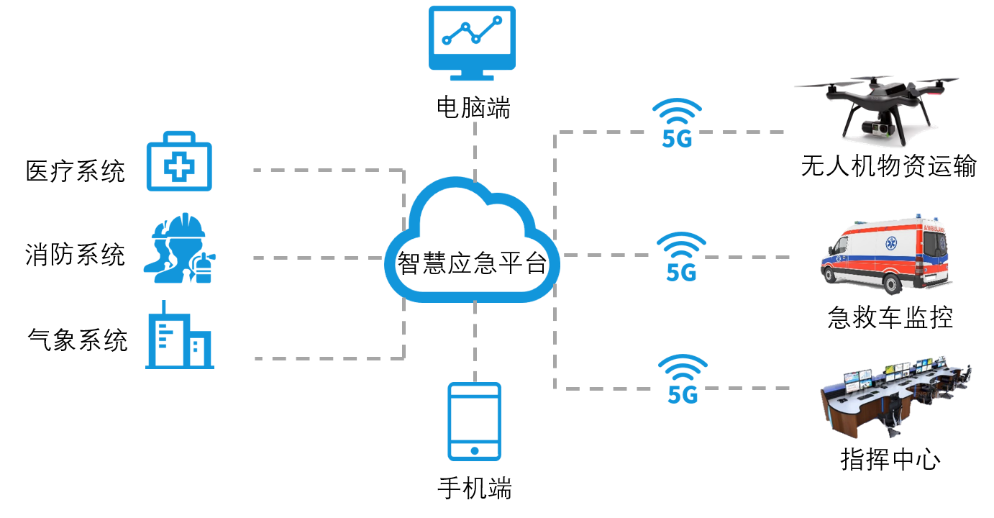 电脑端
医疗系统
消防系统
气象系统
智慧应急平台
手机端
5G
无人机物资运输
5G
急救车监控
5G
指挥中心